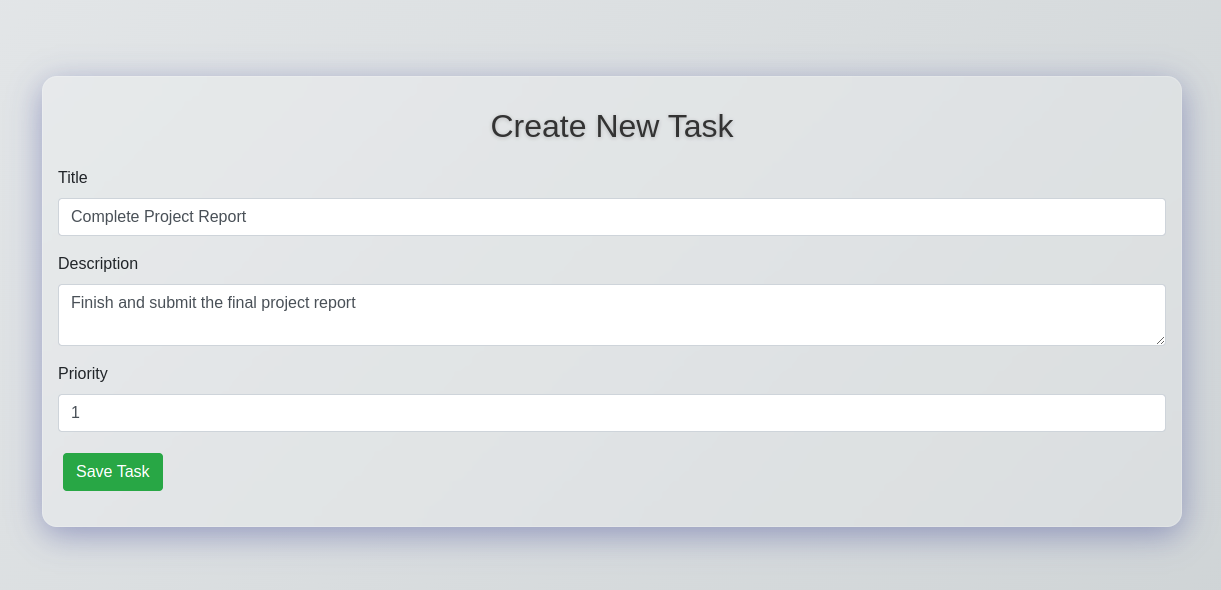 Create New Task
Title
Complete Project Report
Description
Finish and submit the final project report
Priority
1
Save Task